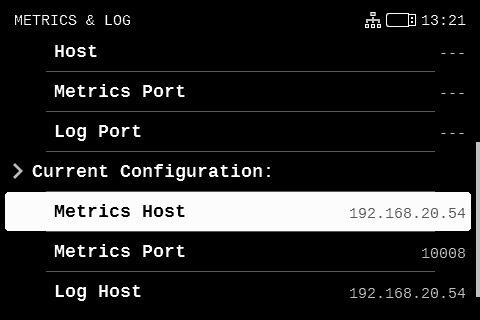 METRICS & LOG 13:21
Host ---
Metrics Port ---
Log Port ---
Current Configuration:
Metrics Host 192.168.20.54
Metrics Port 10008
Log Host 192.168.20.54